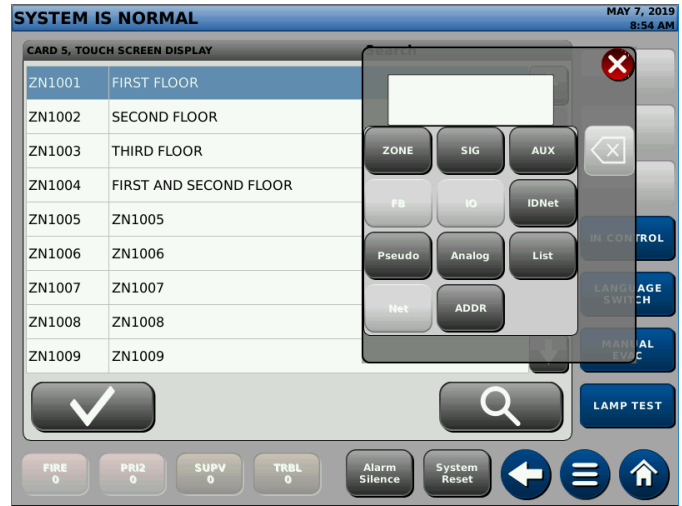 SYSTEM IS NORMAL
MAY 7, 2019
8:54 AM
CARD 5, TOUCH SCREEN DISPLAY
Search
ZN1001 FIRST FLOOR
ZN1002 SECOND FLOOR
ZN1003 THIRD FLOOR
ZN1004 FIRST AND SECOND FLOOR
ZN1005 ZN1005
ZN1006 ZN1006
ZN1007 ZN1007
ZN1008 ZN1008
ZN1009 ZN1009
ZONE SIG AUX
FB IO IDNet
Pseudo Analog List
Net ADDR
IN CONTROL
LANGUAGE
SWITCH
MANUAL
EVAC
LAMP TEST
FIRE
0
PRI2
0
SUPV
0
TRBL
0
Alarm
Silence
System
Reset